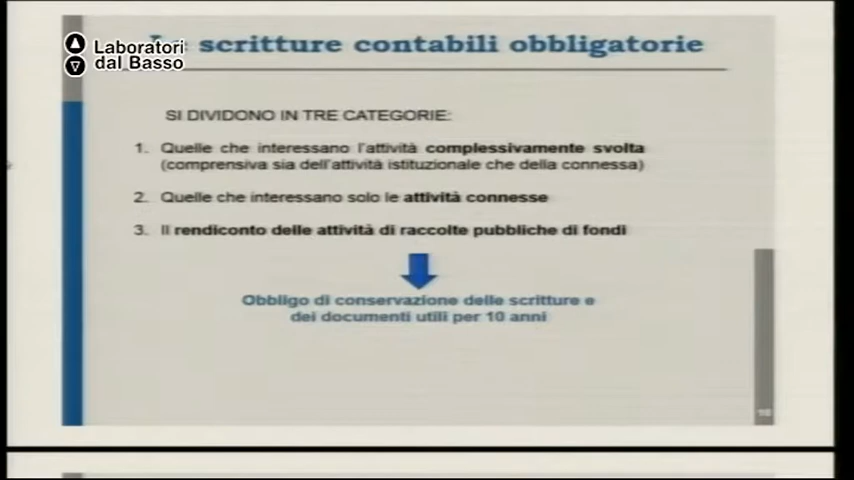 Laboratori
dal Basso
Le scritture contabili obbligatorie
SI DIVIDONO IN TRE CATEGORIE:
1. Quelle che interessano l'attività complessivamente svolta
(comprensiva sia dell'attività istituzionale che della connessa)
2. Quelle che interessano solo le attività connesse
3. Il rendiconto delle attività di raccolte pubbliche di fondi
Obbligo di conservazione delle scritture e
dei documenti utili per 10 anni